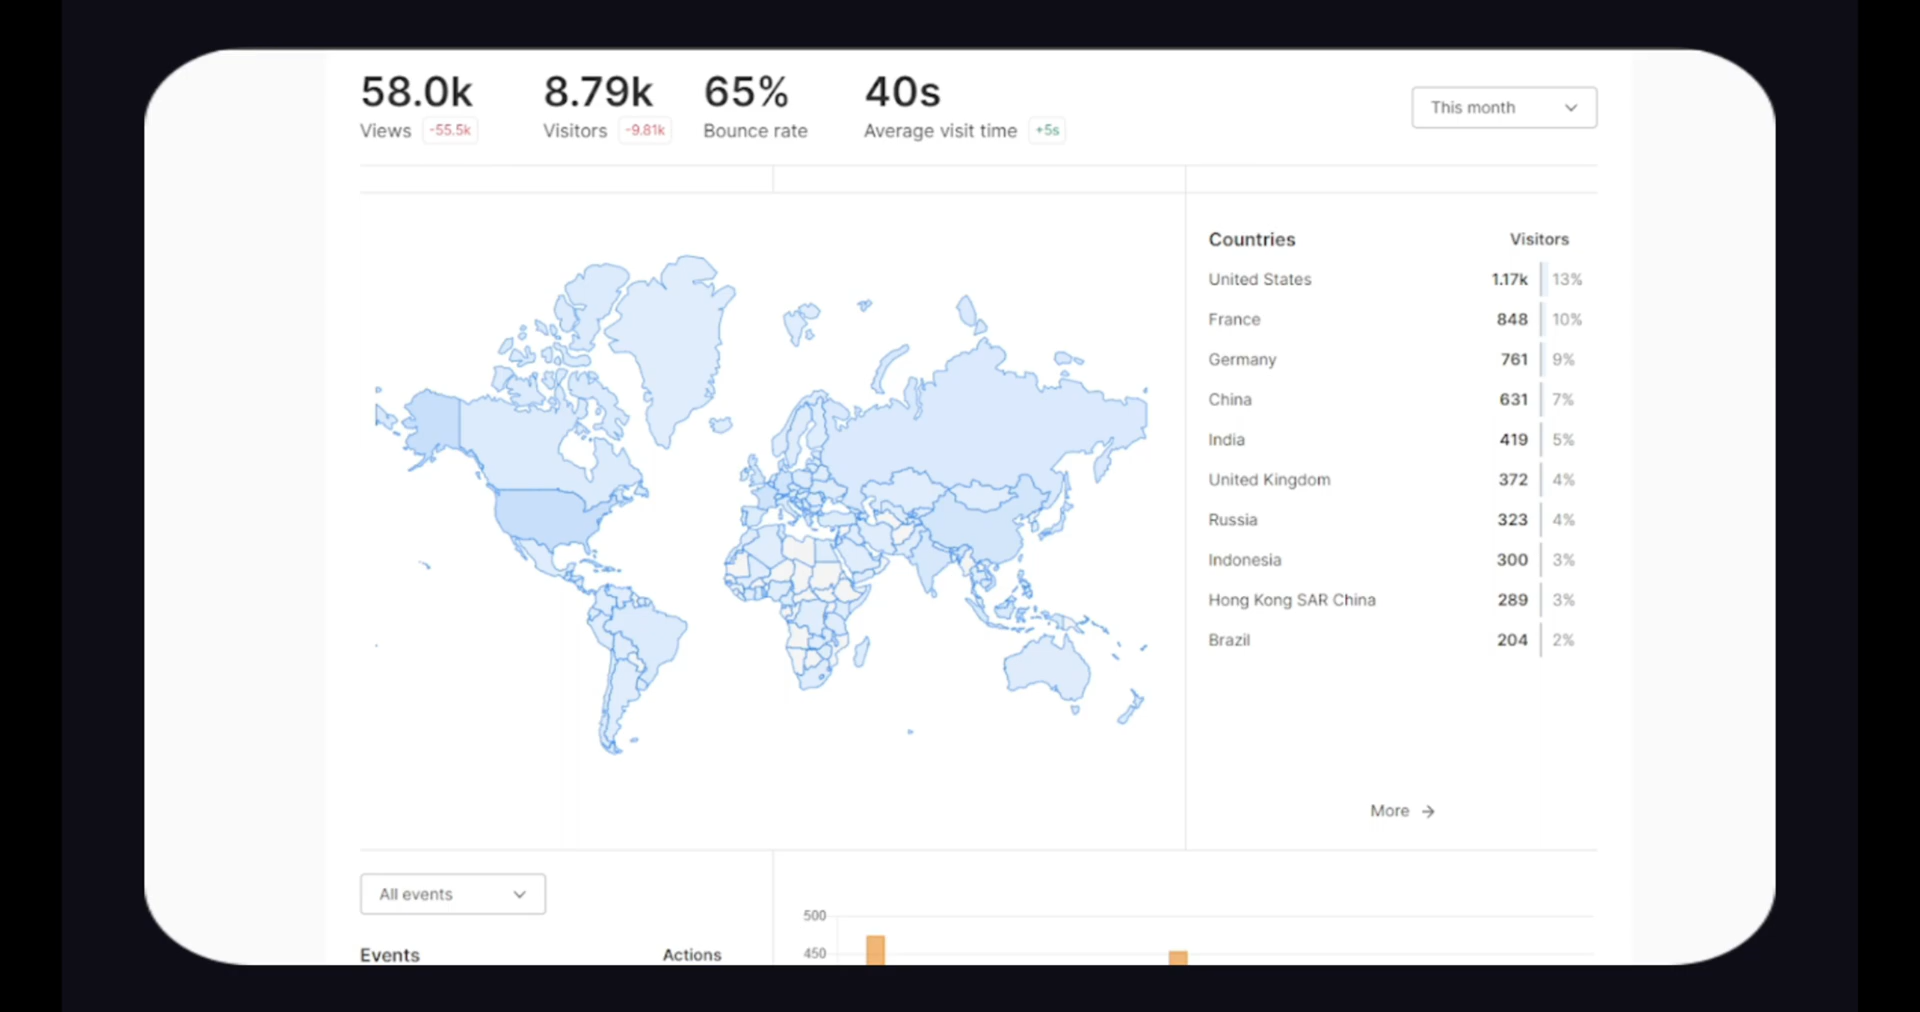 58.0k 8.79k 65% 40s
Views -55.5k Visitors -9.81k Bounce rate Average visit time +5s
This month
Countries Visitors
United States 1.17k 13%
France 848 10%
Germany 761 9%
China 631 7%
India 419 5%
United Kingdom 372 4%
Russia 323 4%
Indonesia 300 3%
Hong Kong SAR China 289 3%
Brazil 204 2%
More →
All events
Events Actions
500
450